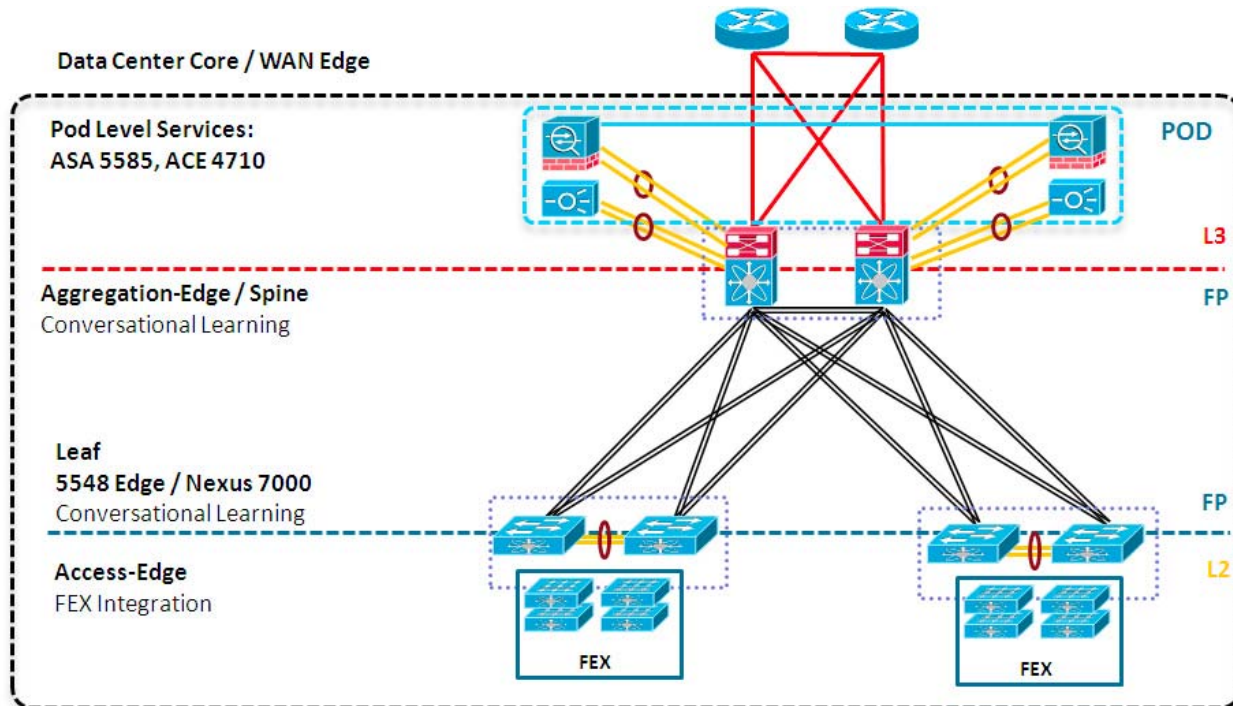 Data Center Core / WAN Edge
Pod Level Services:
ASA 5585, ACE 4710
POD
L3
Aggregation-Edge / Spine
Conversational Learning
FP
Leaf
5548 Edge / Nexus 7000
Conversational Learning
FP
Access-Edge
FEX Integration
L2
FEX
FEX